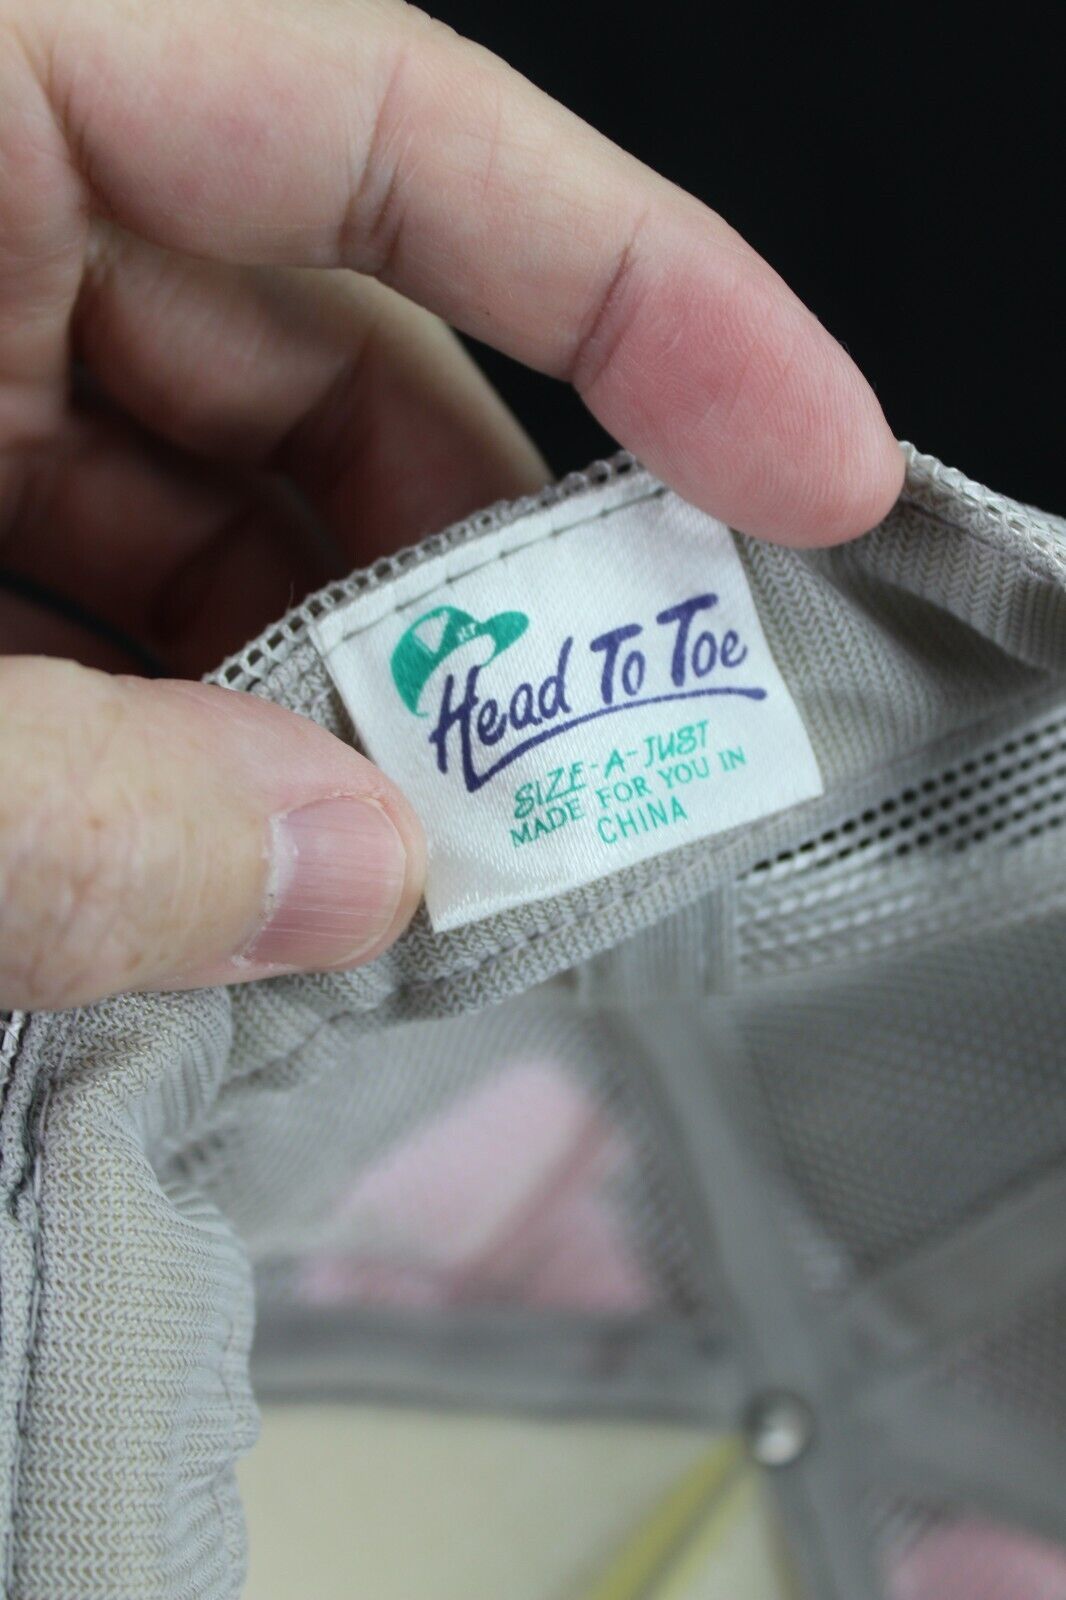 Head To Toe
SIZE-A-JUST
MADE FOR YOU IN
CHINA